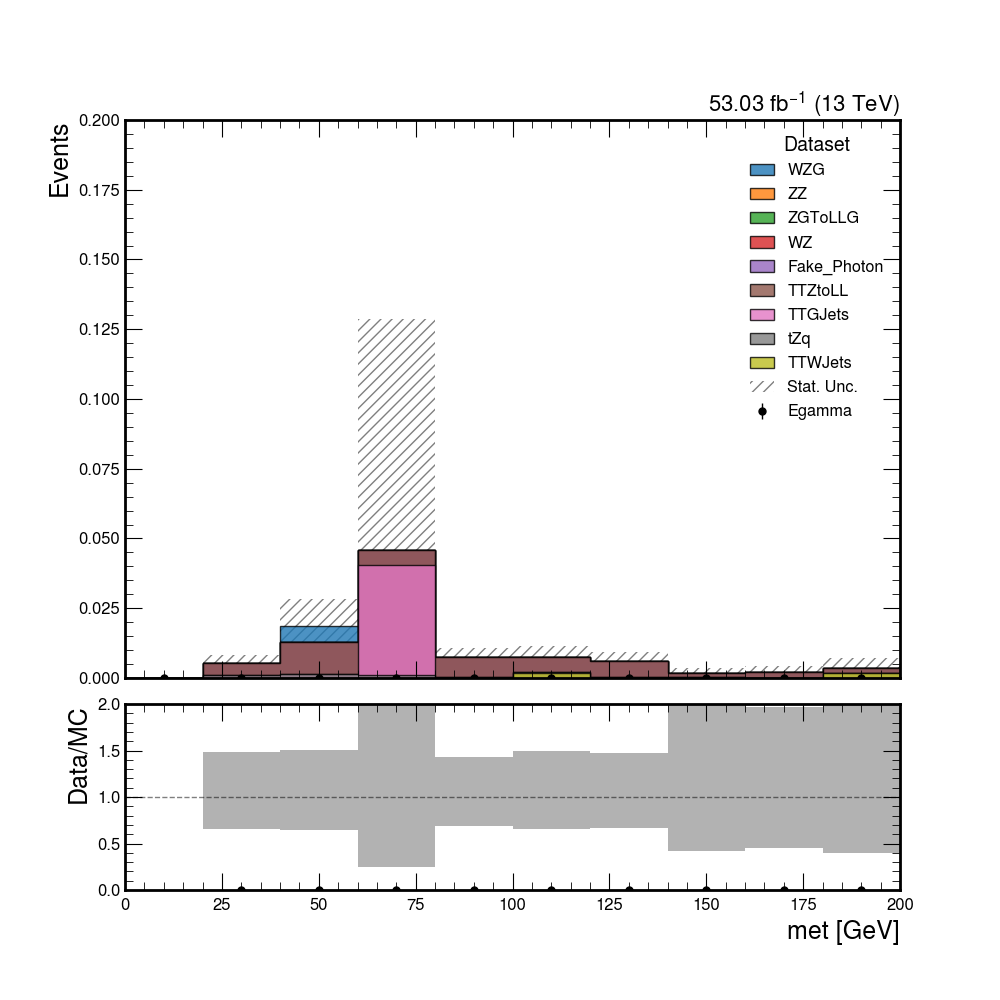 53.03 fb⁻¹ (13 TeV)
Events
0.200
0.175
0.150
0.125
0.100
0.075
0.050
0.025
0.000
Dataset
WZG
ZZ
ZGToLLG
WZ
Fake_Photon
TTZtoLL
TTGJets
tZq
TTWJets
Stat. Unc.
Egamma
Data/MC
2.0
1.5
1.0
0.5
0.0
0 25 50 75 100 125 150 175 200
met [GeV]